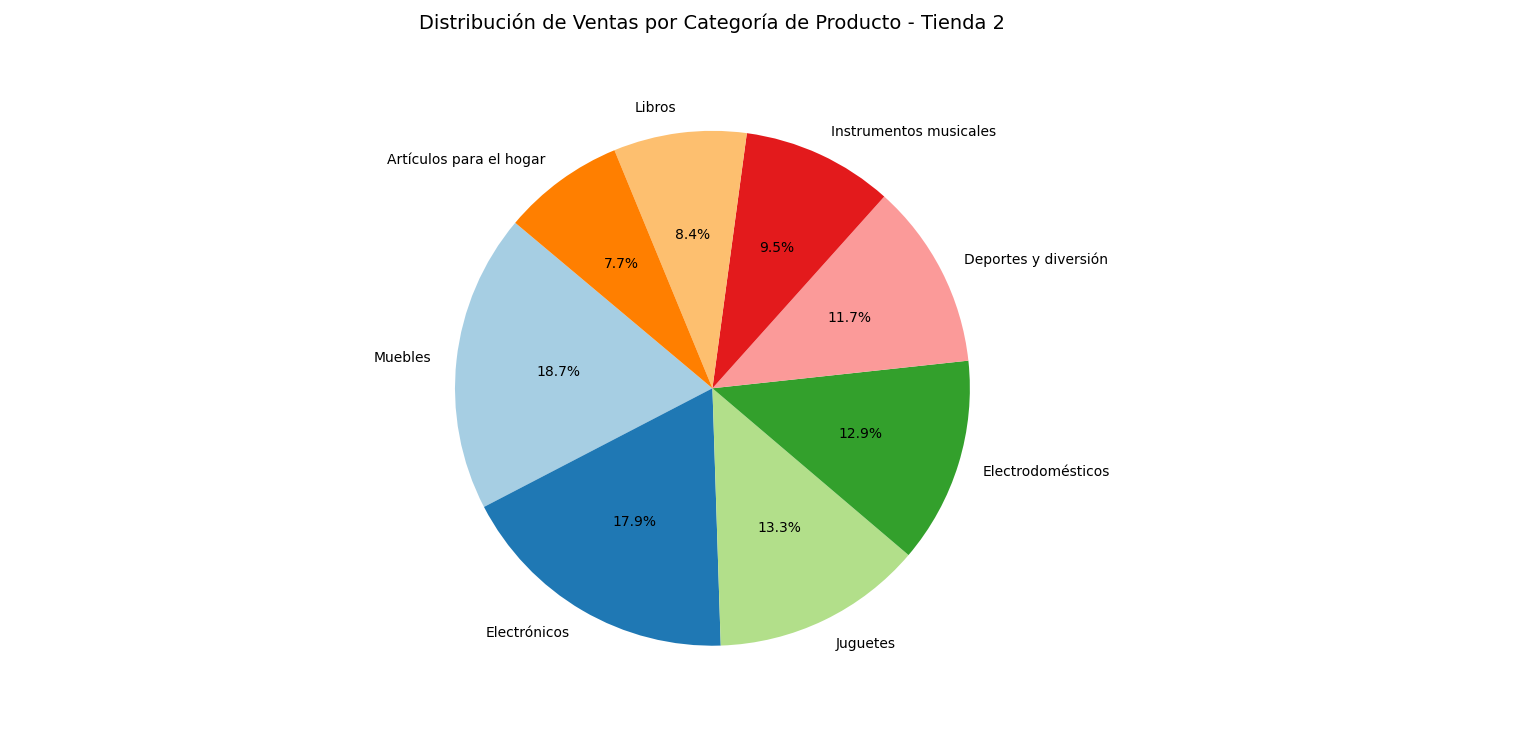 Distribución de Ventas por Categoría de Producto - Tienda 2
Libros
Instrumentos musicales
Artículos para el hogar
Deportes y diversión
8.4%
9.5%
7.7%
11.7%
Muebles
18.7%
12.9%
Electrodomésticos
17.9%
13.3%
Electrónicos
Juguetes